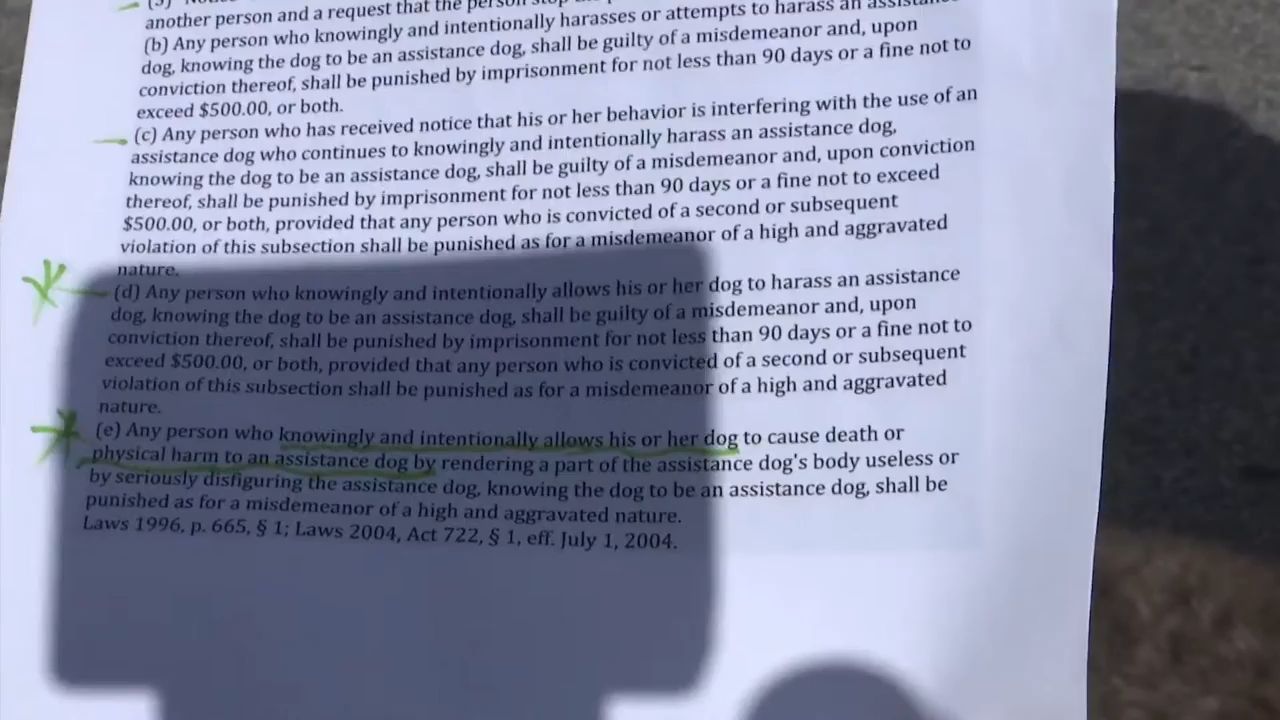 another person and a request that the person stop
(b) Any person who knowingly and intentionally harasses or attempts to harass an assistance
dog, knowing the dog to be an assistance dog, shall be guilty of a misdemeanor and, upon
conviction thereof, shall be punished by imprisonment for not less than 90 days or a fine not to
exceed $500.00, or both.
(c) Any person who has received notice that his or her behavior is interfering with the use of an
assistance dog who continues to knowingly and intentionally harass an assistance dog,
knowing the dog to be an assistance dog, shall be guilty of a misdemeanor and, upon conviction
thereof, shall be punished by imprisonment for not less than 90 days or a fine not to exceed
$500.00, or both, provided that any person who is convicted of a second or subsequent
violation of this subsection shall be punished as for a misdemeanor of a high and aggravated
nature.
(d) Any person who knowingly and intentionally allows his or her dog to harass an assistance
dog, knowing the dog to be an assistance dog, shall be guilty of a misdemeanor and, upon
conviction thereof, shall be punished by imprisonment for not less than 90 days or a fine not to
exceed $500.00, or both, provided that any person who is convicted of a second or subsequent
violation of this subsection shall be punished as for a misdemeanor of a high and aggravated
nature.
(e) Any person who knowingly and intentionally allows his or her dog to cause death or
physical harm to an assistance dog by rendering a part of the assistance dog's body useless or
by seriously disfiguring the assistance dog, knowing the dog to be an assistance dog, shall be
punished as for a misdemeanor of a high and aggravated nature.
Laws 1996, p. 665, § 1; Laws 2004, Act 722, § 1, eff. July 1, 2004.